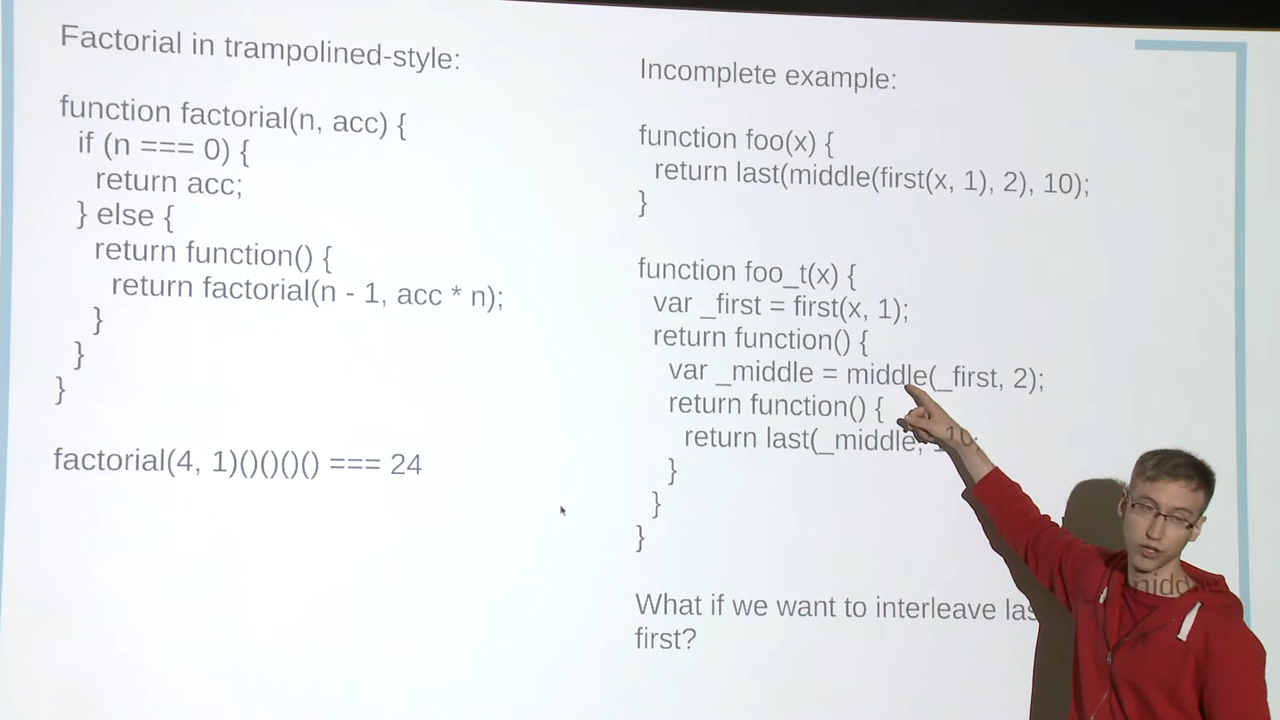 Factorial in trampolined-style:
function factorial(n, acc) {
if (n === 0) {
return acc;
} else {
return function() {
return factorial(n - 1, acc * n);
}
}
}
factorial(4, 1)()()()() === 24
Incomplete example:
function foo(x) {
return last(middle(first(x, 1), 2), 10);
}
function foo_t(x) {
var _first = first(x, 1);
return function() {
var _middle = middle(_first, 2);
return function() {
return last(_middle, 10
}
}
}
What if we want to interleave
first?